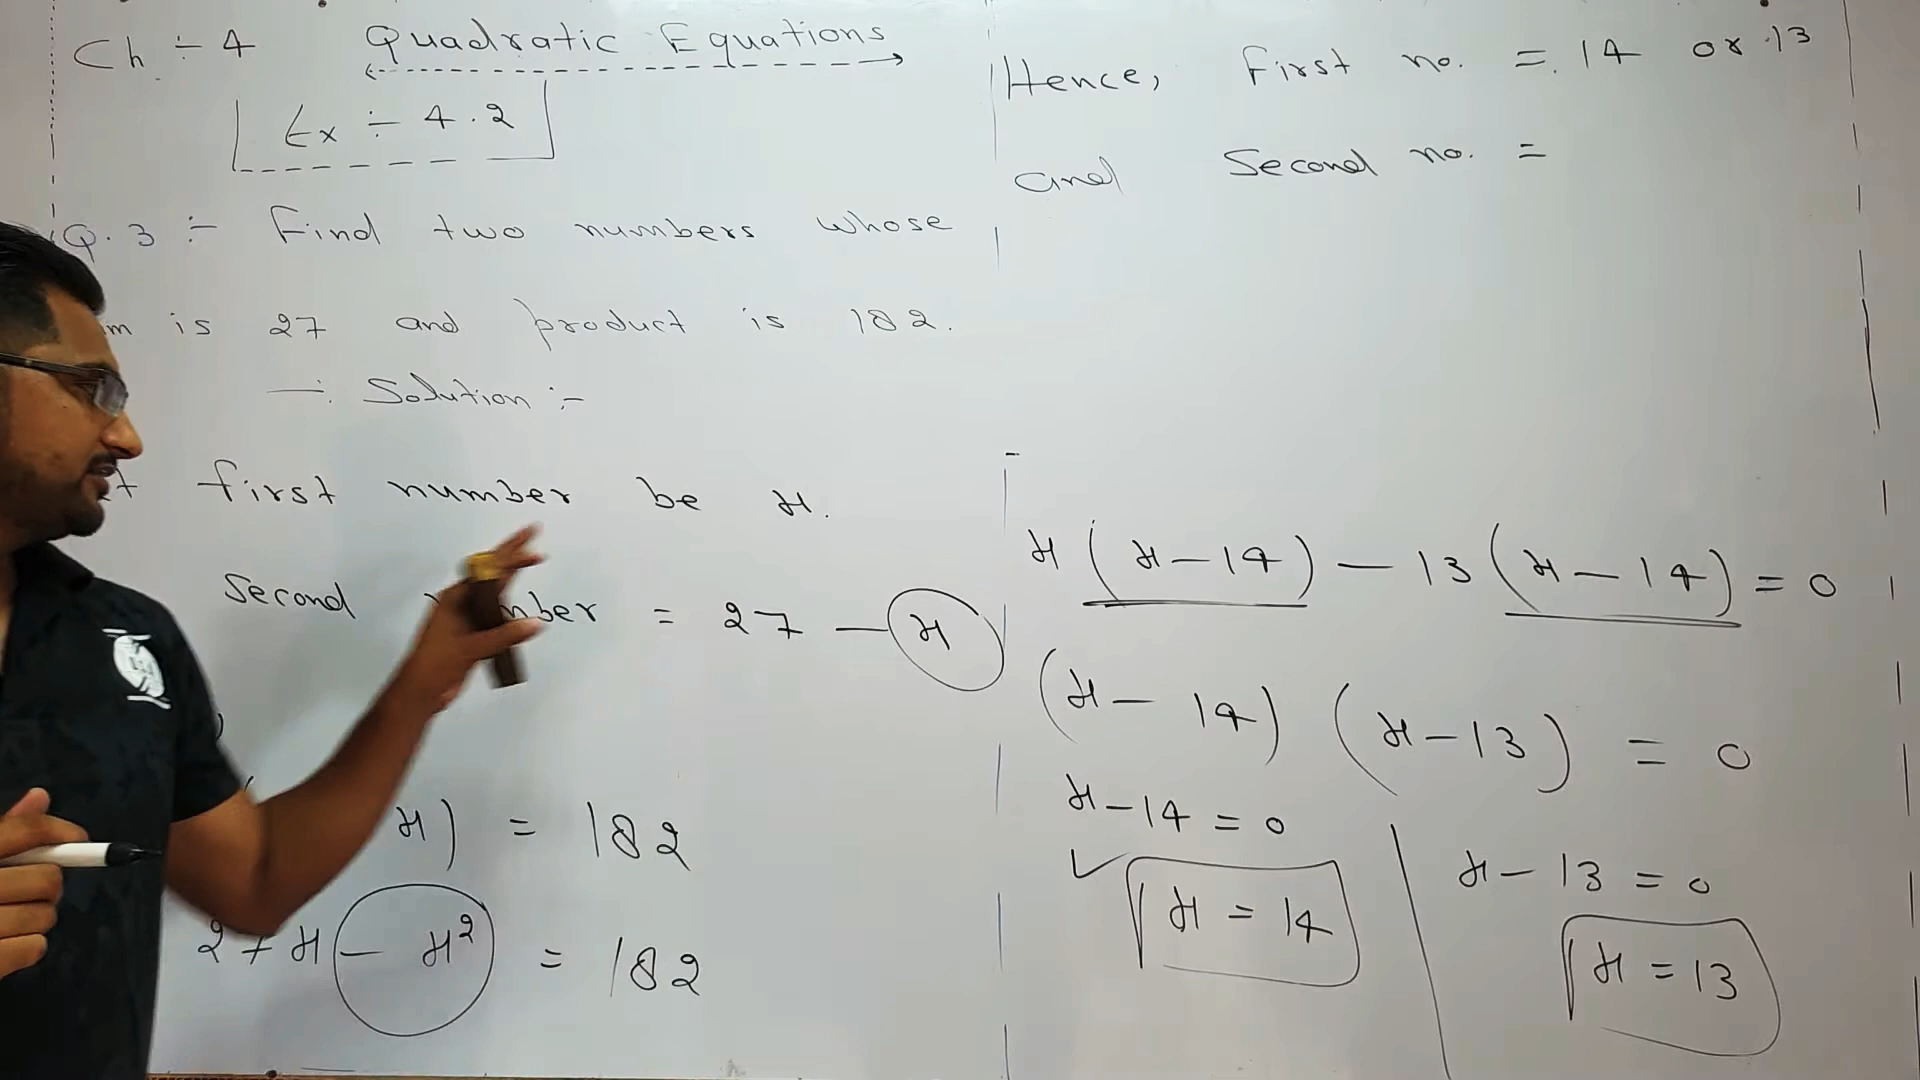 Ch ÷ 4 Quadratic Equations
Ex ÷ 4.2
Q.3 :- Find two numbers whose
is 27 and product is 182.
-: Solution :-
first number be x.
Second = 27 - x
x) = 182
27x - x² = 182
Hence, First no. = 14 or 13
and Second no. =
x(x-14) - 13(x-14) = 0
(x-14) (x-13) = 0
x-14 = 0
x = 14
x-13 = 0
x = 13